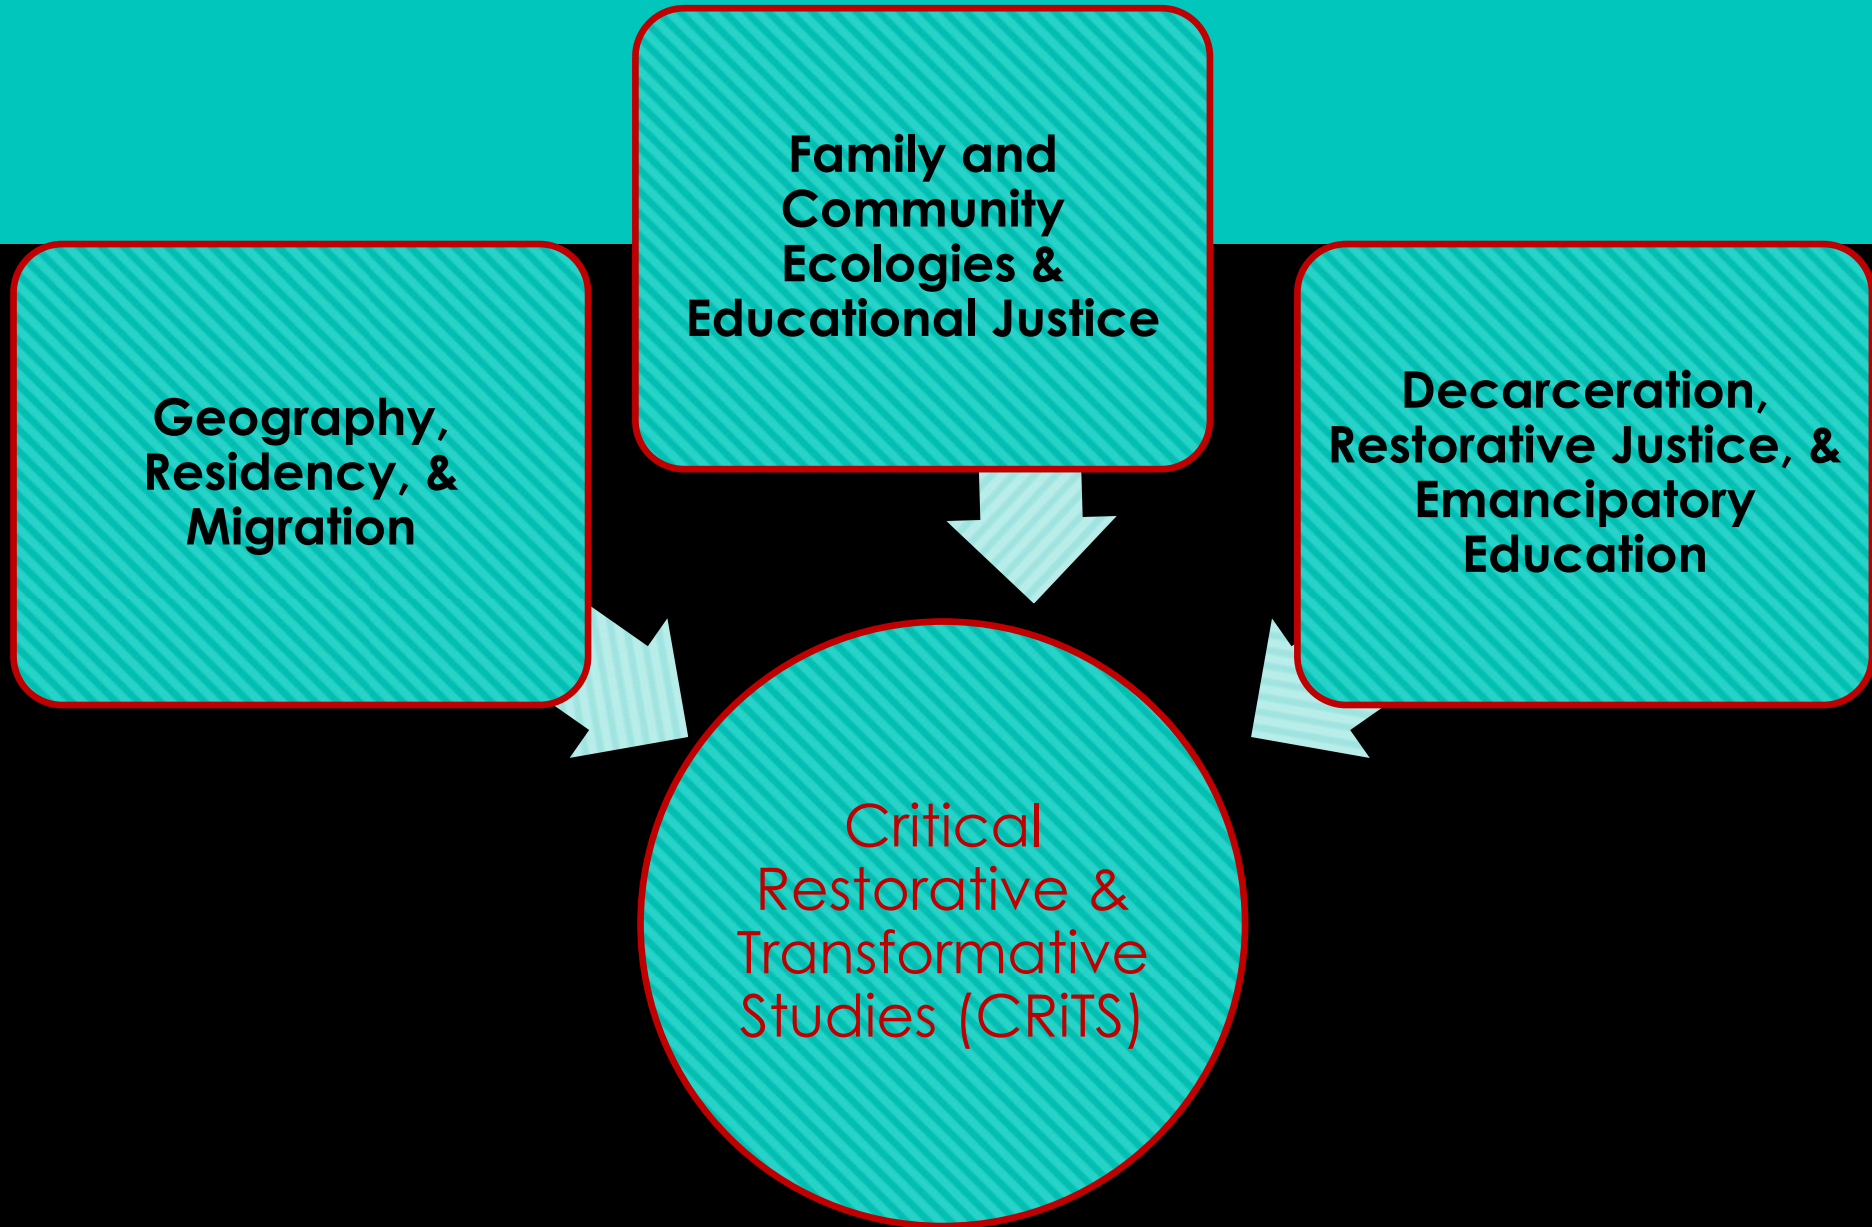 Family and
Community
Ecologies &
Educational Justice
Geography,
Residency, &
Migration
Decarceration,
Restorative Justice, &
Emancipatory
Education
Critical
Restorative &
Transformative
Studies (CRiTS)